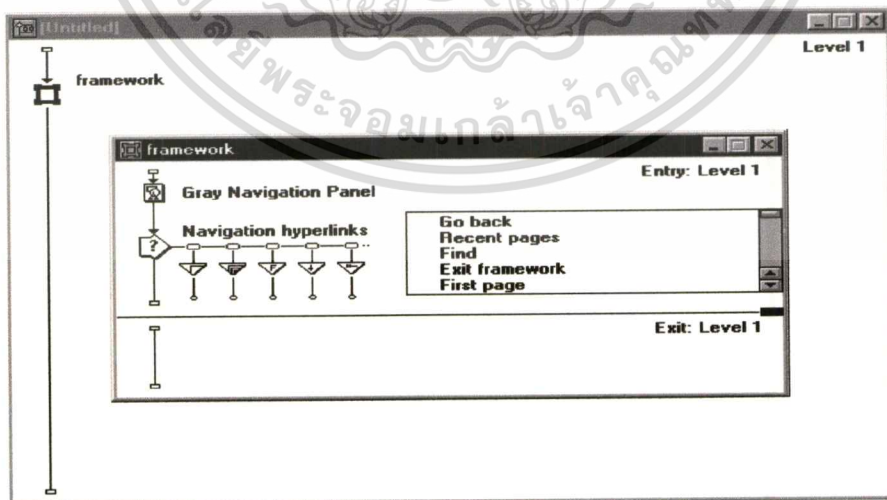 [Untitled]
Level 1
framework
framework
Entry: Level 1
Gray Navigation Panel
Navigation hyperlinks
Go back
Recent pages
Find
Exit framework
First page
Exit: Level 1